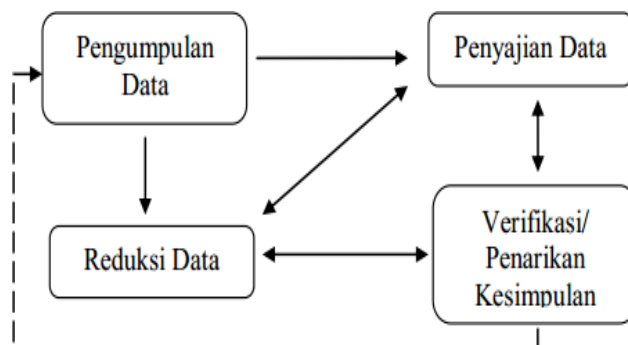 Pengumpulan
Data
Penyajian Data
Reduksi Data
Verifikasi/
Penarikan
Kesimpulan